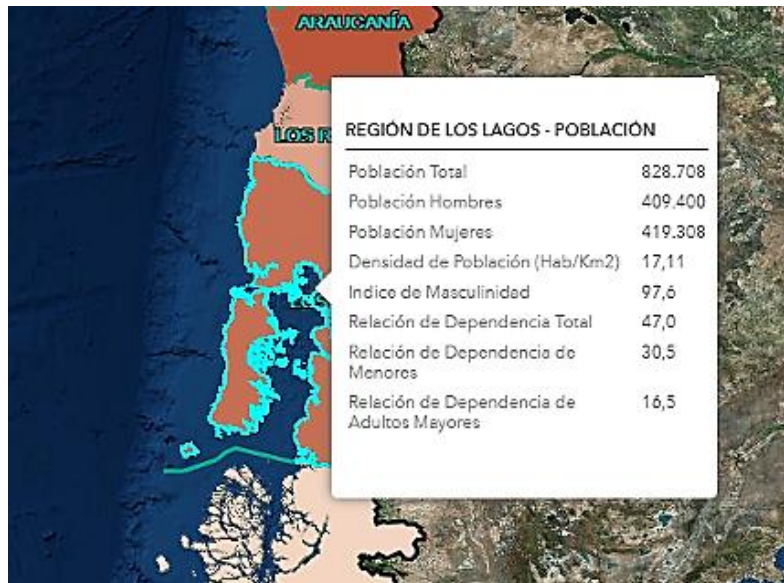 ARAUCANÍA
LOS R
REGIÓN DE LOS LAGOS - POBLACIÓN
Población Total 828.708
Población Hombres 409.400
Población Mujeres 419.308
Densidad de Población (Hab/Km2) 17,11
Indice de Masculinidad 97,6
Relación de Dependencia Total 47,0
Relación de Dependencia de
Menores 30,5
Relación de Dependencia de
Adultos Mayores 16,5